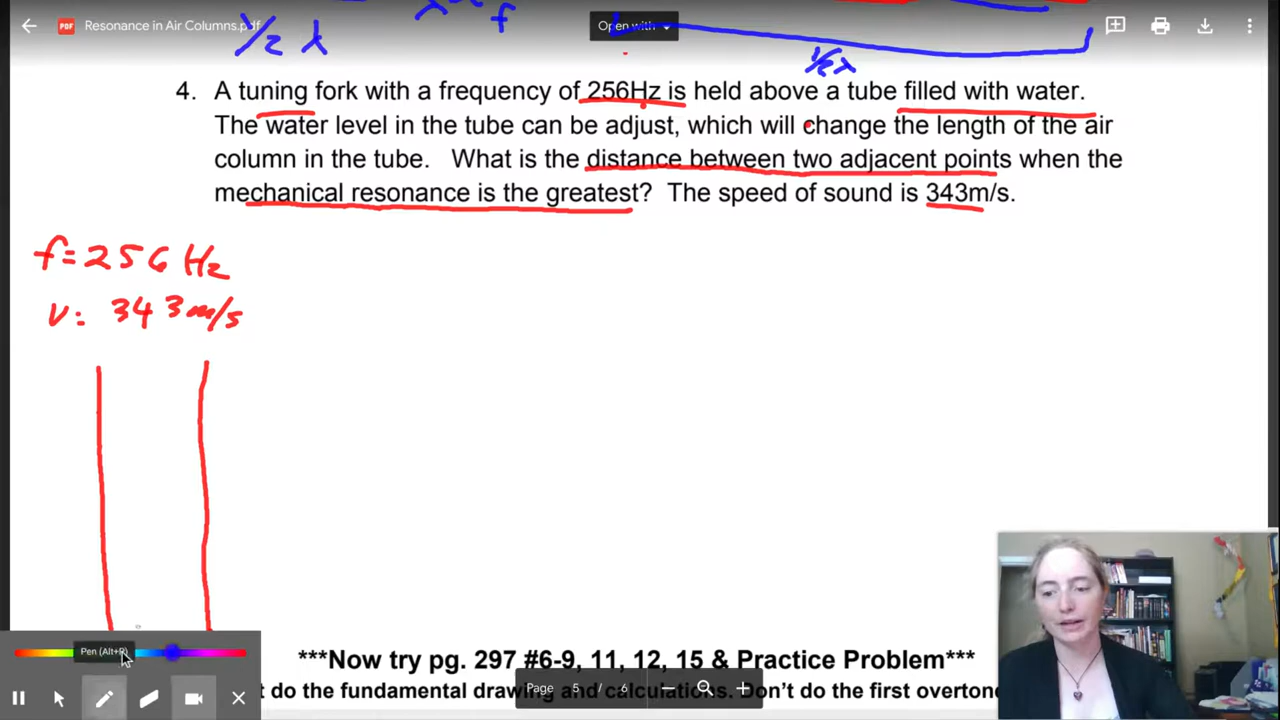 λ f
Resonance in Air Columns.pdf
Open with
1/2 λ
1/2 λ
4. A tuning fork with a frequency of 256Hz is held above a tube filled with water.
The water level in the tube can be adjust, which will change the length of the air
column in the tube. What is the distance between two adjacent points when the
mechanical resonance is the greatest? The speed of sound is 343m/s.
f = 256 Hz
v: 343 m/s
Pen (Alt+P)
***Now try pg. 297 #6-9, 11, 12, 15 & Practice Problem***
t do the fundamental drawing and calculations. Don't do the first overtone
Page 5 / 6